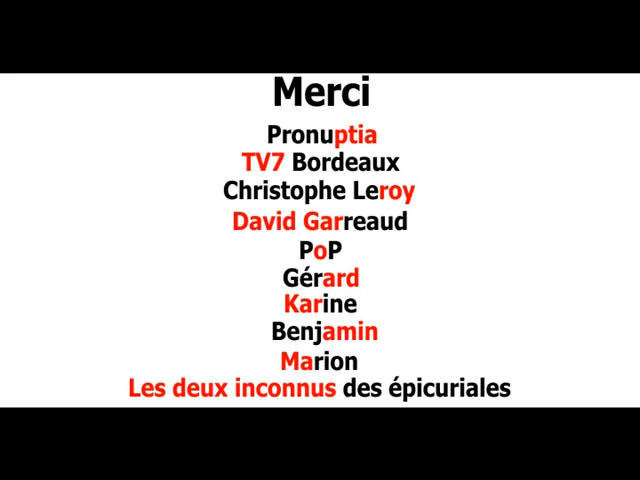 Merci
Pronuptia
TV7 Bordeaux
Christophe Leroy
David Garreaud
PoP
Gérard
Karine
Benjamin
Marion
Les deux inconnus des épicuriales